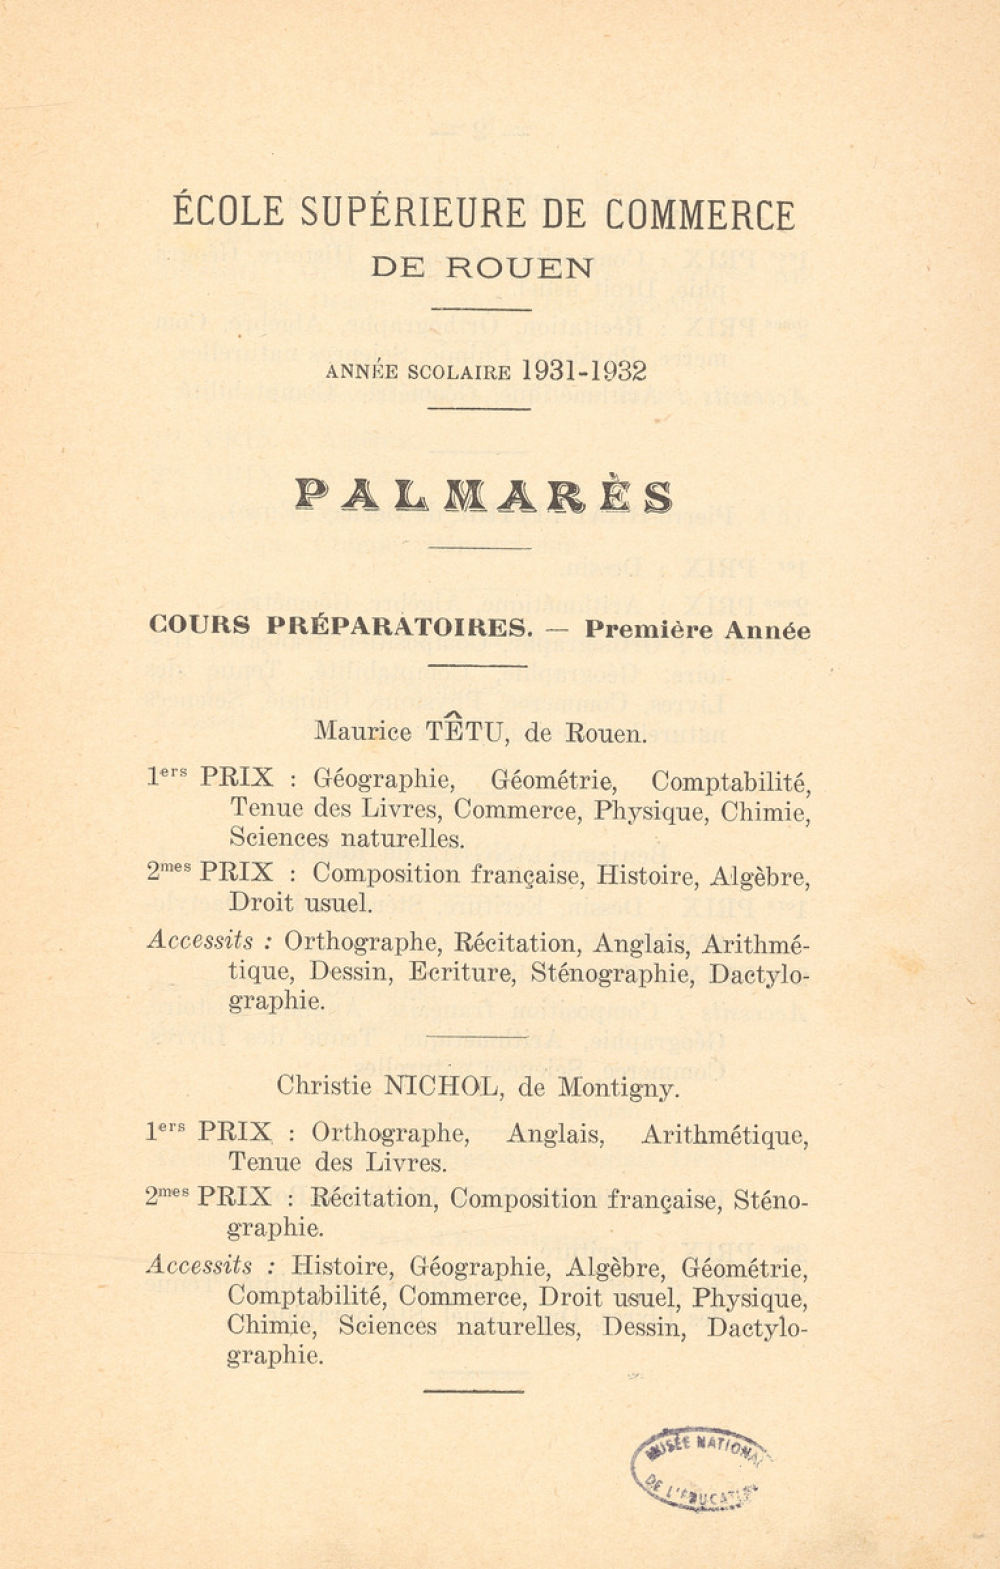 ÉCOLE SUPÉRIEURE DE COMMERCE
DE ROUEN
ANNÉE SCOLAIRE 1931-1932
PALMARÈS
COURS PRÉPARATOIRES. — Première Année
Maurice TÊTU, de Rouen.
1ers PRIX : Géographie, Géométrie, Comptabilité,
Tenue des Livres, Commerce, Physique, Chimie,
Sciences naturelles.
2mes PRIX : Composition française, Histoire, Algèbre,
Droit usuel.
Accessits : Orthographe, Récitation, Anglais, Arithmé-
tique, Dessin, Ecriture, Sténographie, Dactylo-
graphie.
Christie NICHOL, de Montigny.
1ers PRIX : Orthographe, Anglais, Arithmétique,
Tenue des Livres.
2mes PRIX : Récitation, Composition française, Sténo-
graphie.
Accessits : Histoire, Géographie, Algèbre, Géométrie,
Comptabilité, Commerce, Droit usuel, Physique,
Chimie, Sciences naturelles, Dessin, Dactylo-
graphie.
MUSÉE NATIONAL
DE L'ÉDUCATION